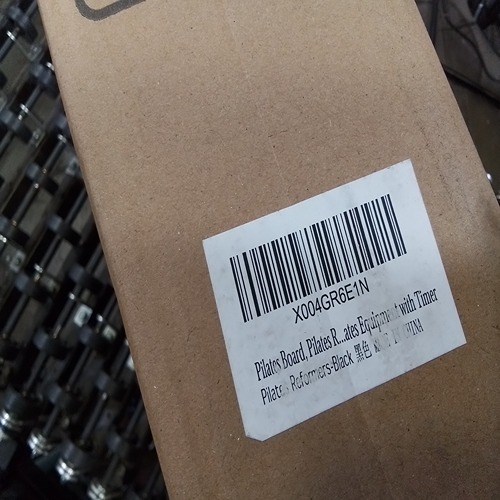 X004GR6E1N
Pilates Board, Pilates R...ates Equipment with Timer
Pilates Reformers-Black 黑色